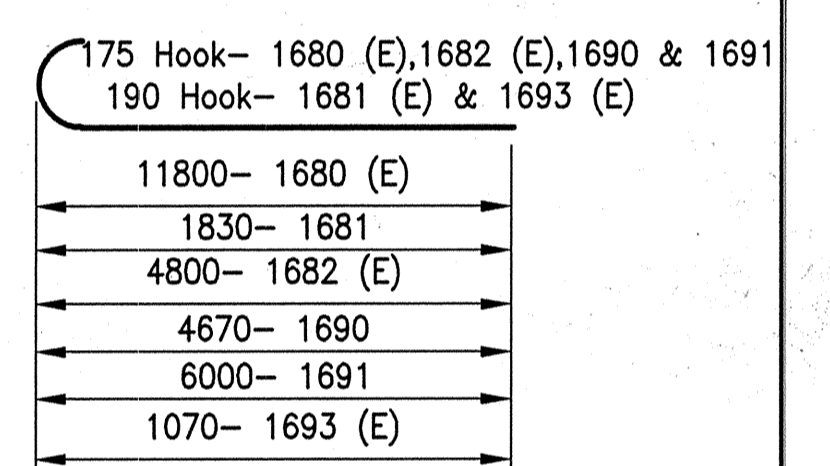 175 Hook– 1680 (E),1682 (E),1690 & 1691
190 Hook– 1681 (E) & 1693 (E)
11800– 1680 (E)
1830– 1681
4800– 1682 (E)
4670– 1690
6000– 1691
1070– 1693 (E)